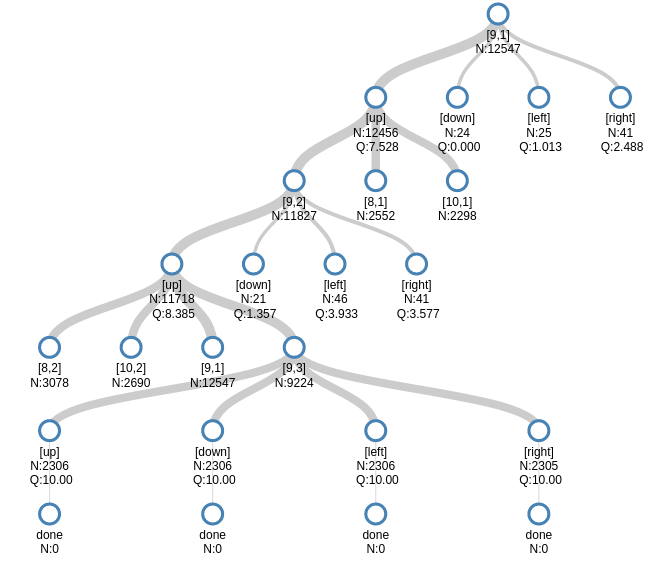 [9,1]
N:12547
[up]
N:12456
Q:7.528
[down]
N:24
Q:0.000
[left]
N:25
Q:1.013
[right]
N:41
Q:2.488
[9,2]
N:11827
[8,1]
N:2552
[10,1]
N:2298
[up]
N:11718
Q:8.385
[down]
N:21
Q:1.357
[left]
N:46
Q:3.933
[right]
N:41
Q:3.577
[8,2]
N:3078
[10,2]
N:2690
[9,1]
N:12547
[9,3]
N:9224
[up]
N:2306
Q:10.00
[down]
N:2306
Q:10.00
[left]
N:2306
Q:10.00
[right]
N:2305
Q:10.00
done
N:0
done
N:0
done
N:0
done
N:0